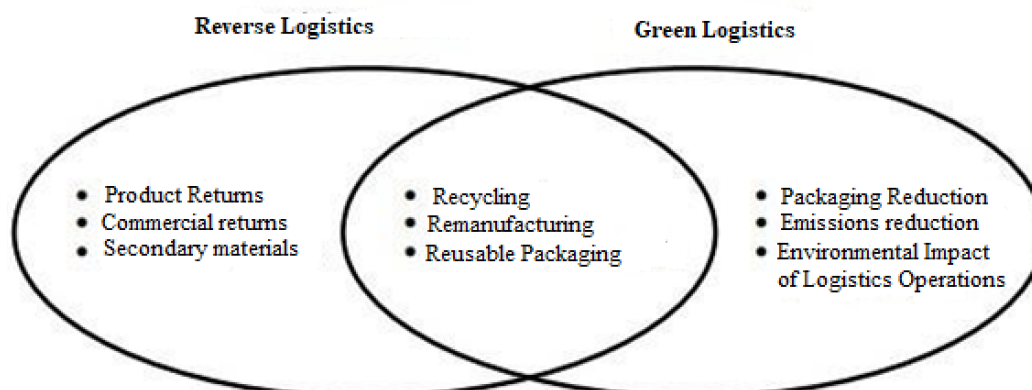 Reverse Logistics
Green Logistics
• Product Returns
• Commercial returns
• Secondary materials
• Recycling
• Remanufacturing
• Reusable Packaging
• Packaging Reduction
• Emissions reduction
• Environmental Impact
of Logistics Operations